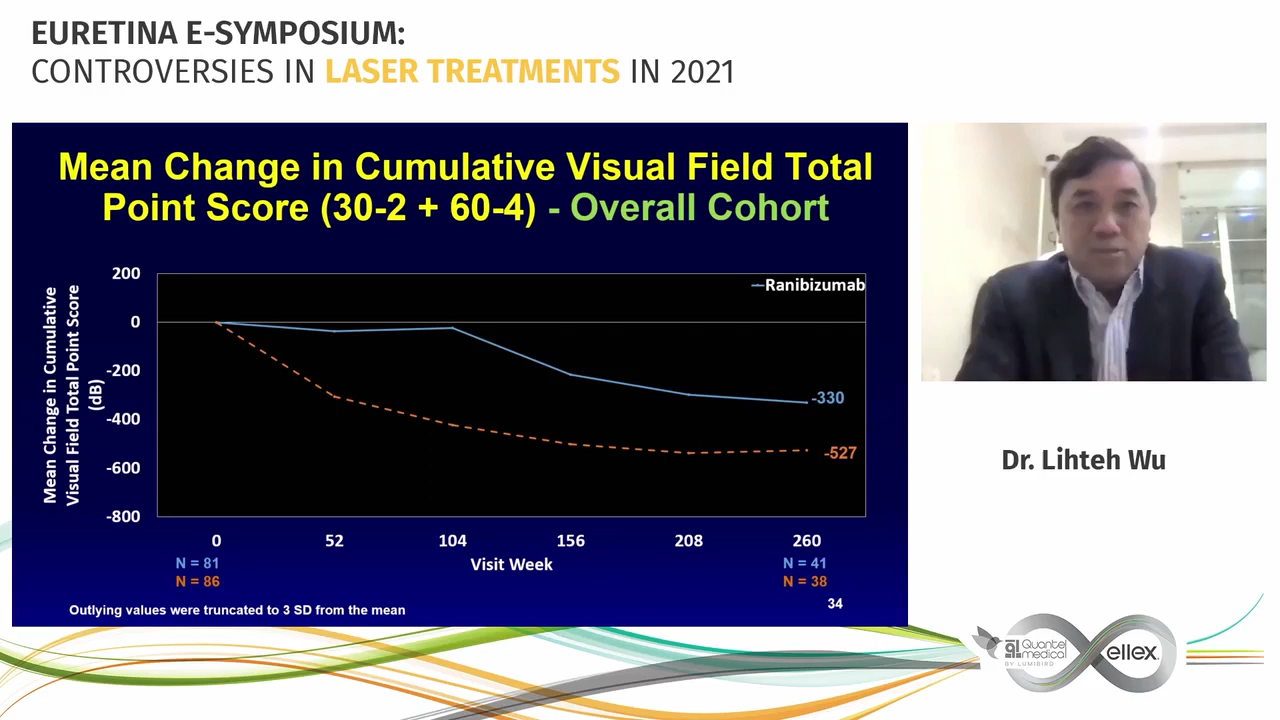 EURETINA E-SYMPOSIUM:
CONTROVERSIES IN LASER TREATMENTS IN 2021
Mean Change in Cumulative Visual Field Total
Point Score (30-2 + 60-4) - Overall Cohort
Mean Change in Cumulative
Visual Field Total Point Score
(dB)
200
0
-200
-400
-600
-800
Ranibizumab
-330
-527
0 52 104 156 208 260
Visit Week
N = 81
N = 86
N = 41
N = 38
Outlying values were truncated to 3 SD from the mean
34
Dr. Lihteh Wu
Quantel
medical
BY LUMIBIRD
ellex